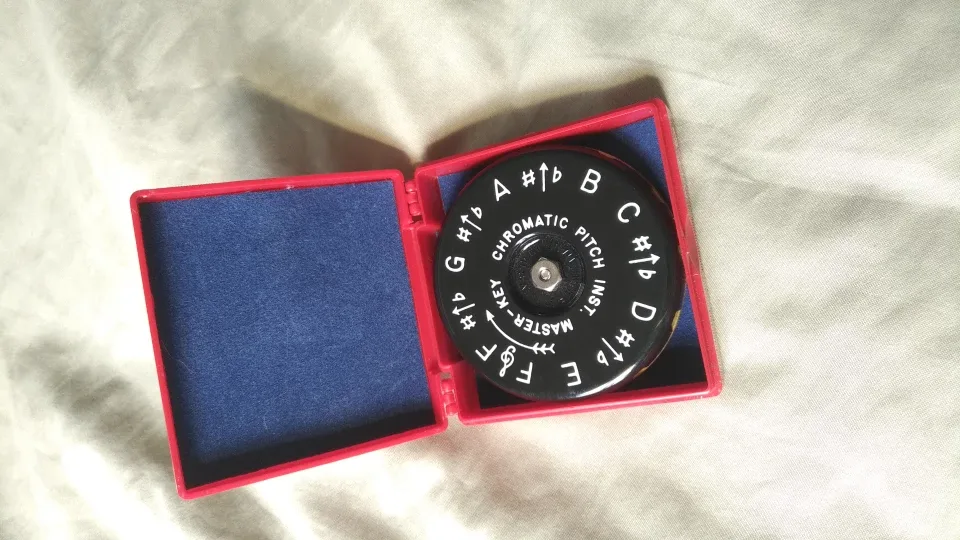 F ♯↑♭ G ♯↑♭ A ♯↑♭ B C ♯↑♭ D ♯↑♭ E F
MASTER-KEY CHROMATIC PITCH INST.